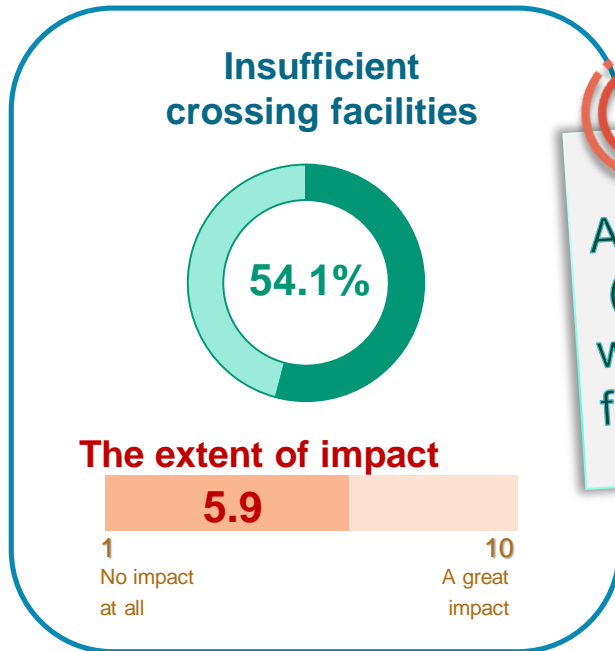 Insufficient
crossing facilities
54.1%
The extent of impact
5.9
1
10
No impact
at all
A great
impact